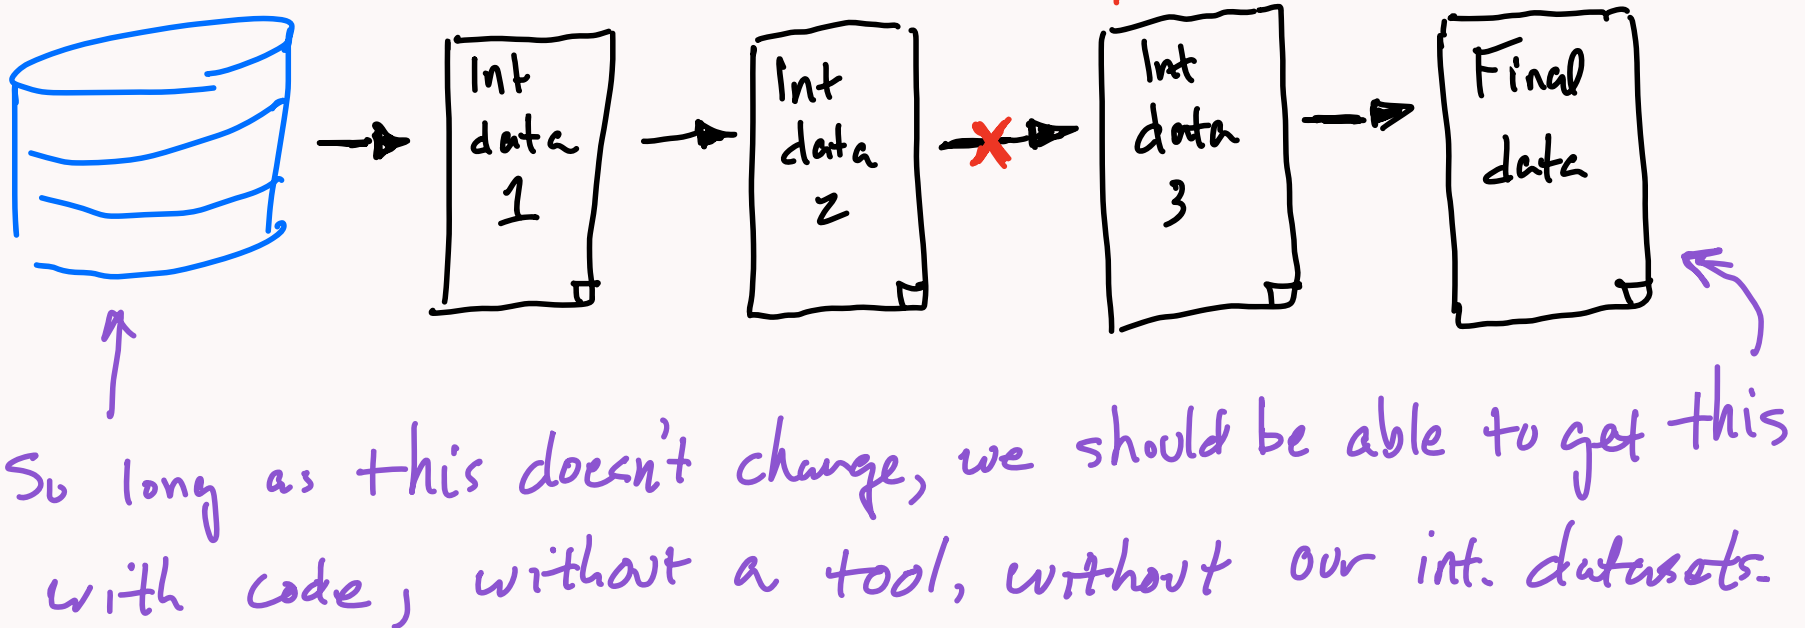 Int
data
1
Int
data
2
Int
data
3
Final
data
So long as this doesn't change, we should be able to get this
with code, without a tool, without our int. datasets.